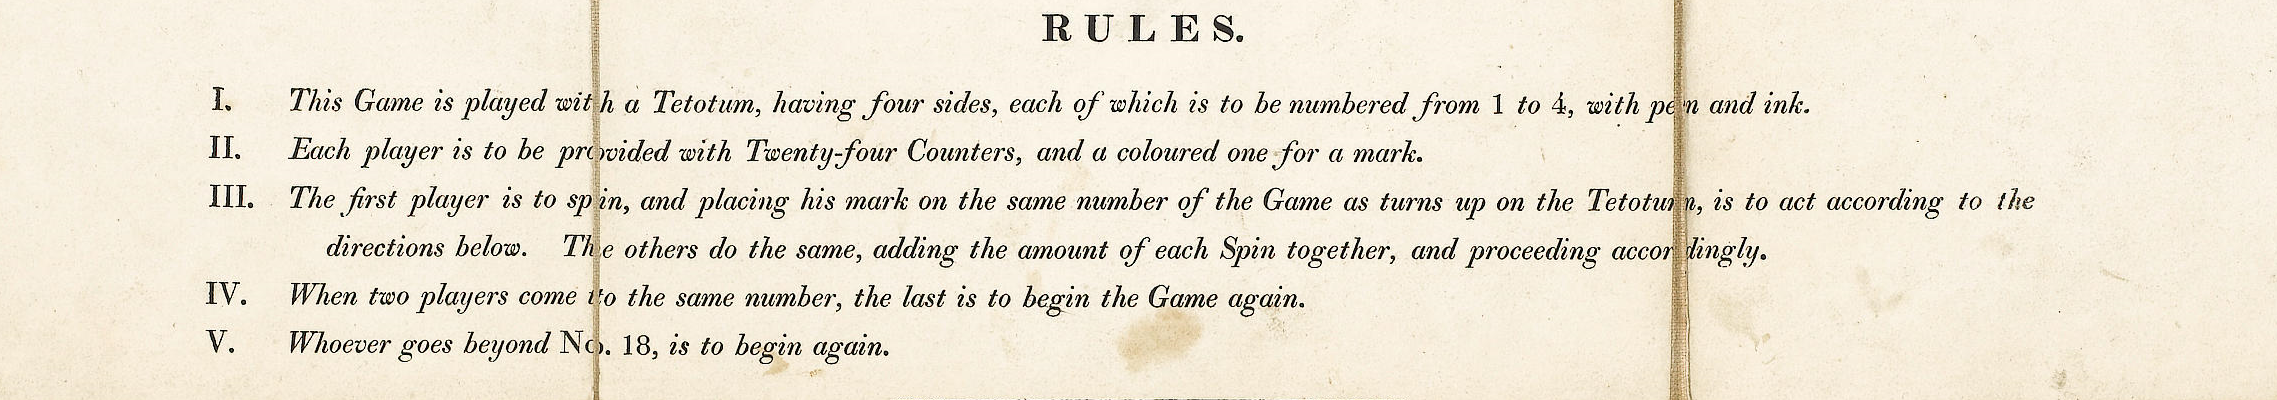 RULES.
I. This Game is played with a Tetotum, having four sides, each of which is to be numbered from 1 to 4, with pen and ink.
II. Each player is to be provided with Twenty-four Counters, and a coloured one for a mark.
III. The first player is to spin, and placing his mark on the same number of the Game as turns up on the Tetotum, is to act according to the
directions below. The others do the same, adding the amount of each Spin together, and proceeding accordingly.
IV. When two players come to the same number, the last is to begin the Game again.
V. Whoever goes beyond No. 18, is to begin again.